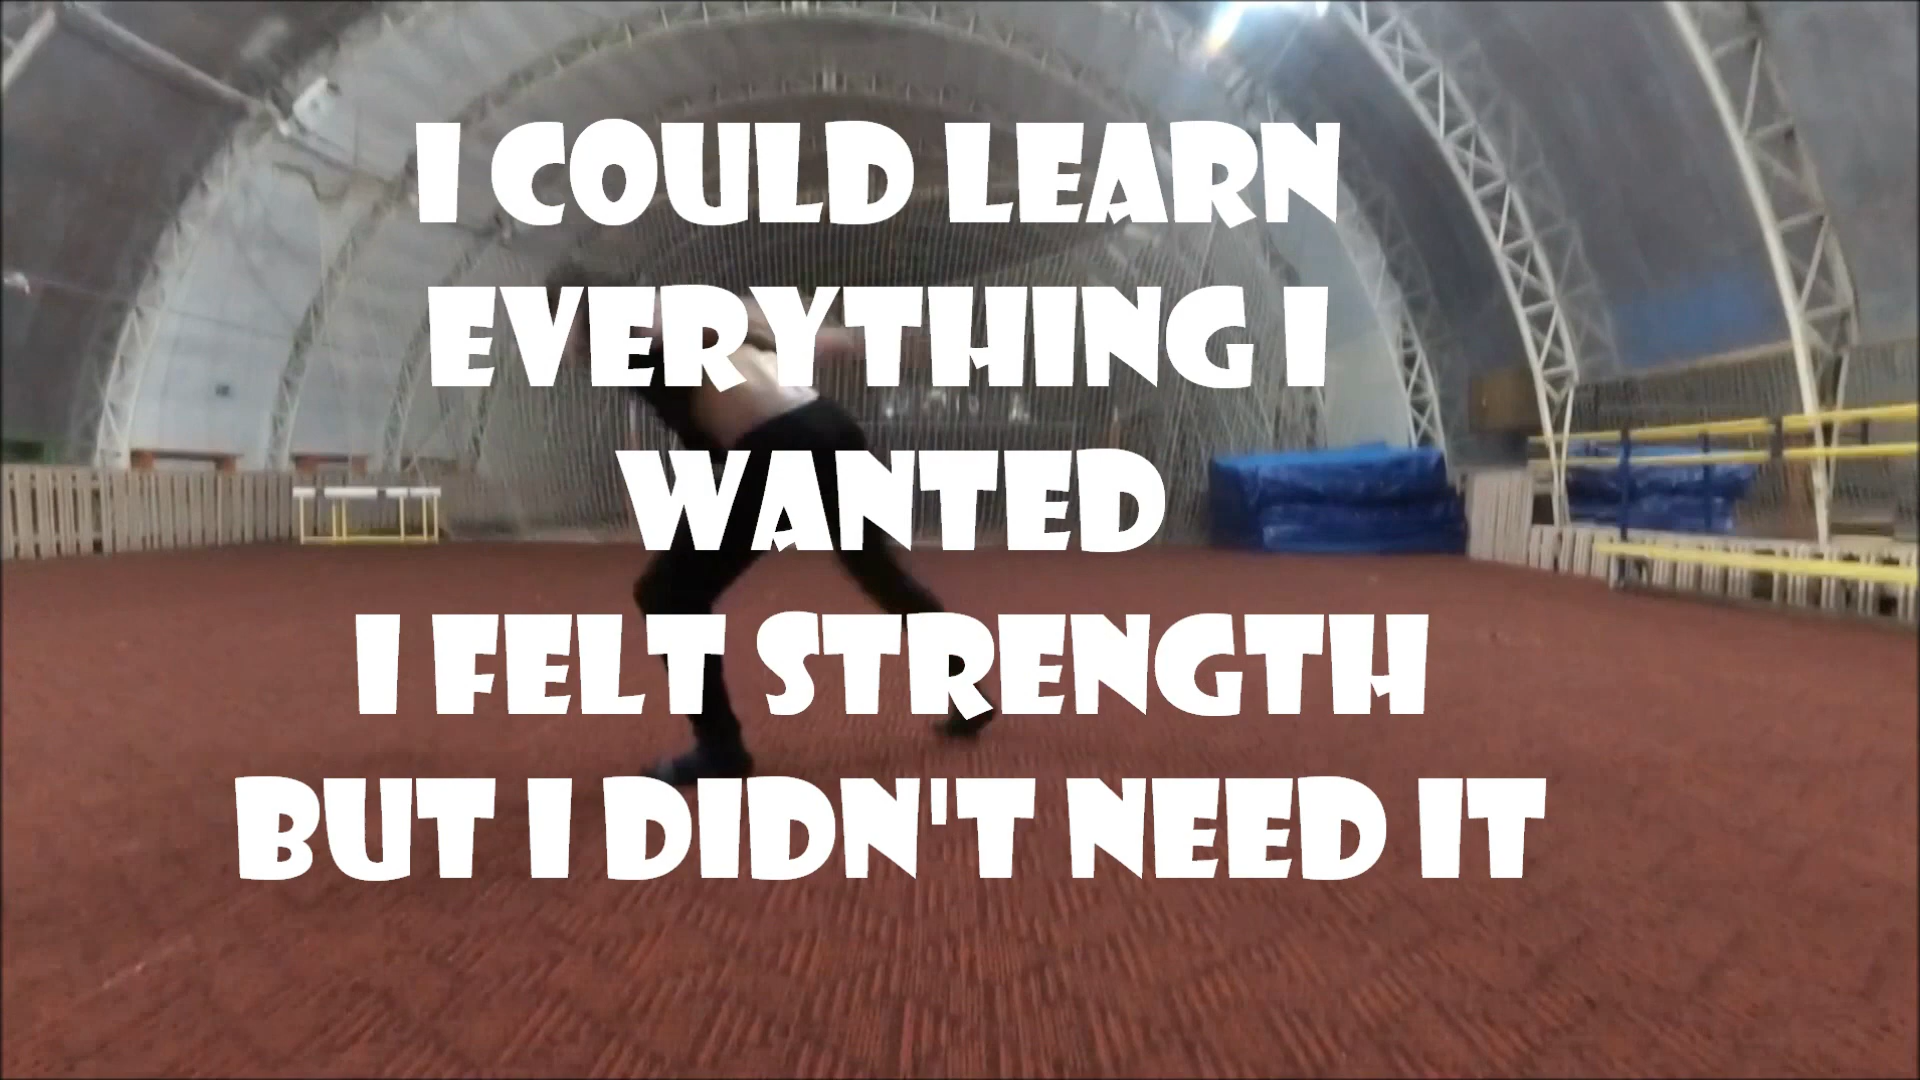 I COULD LEARN
EVERYTHING I
WANTED
I FELT STRENGTH
BUT I DIDN'T NEED IT